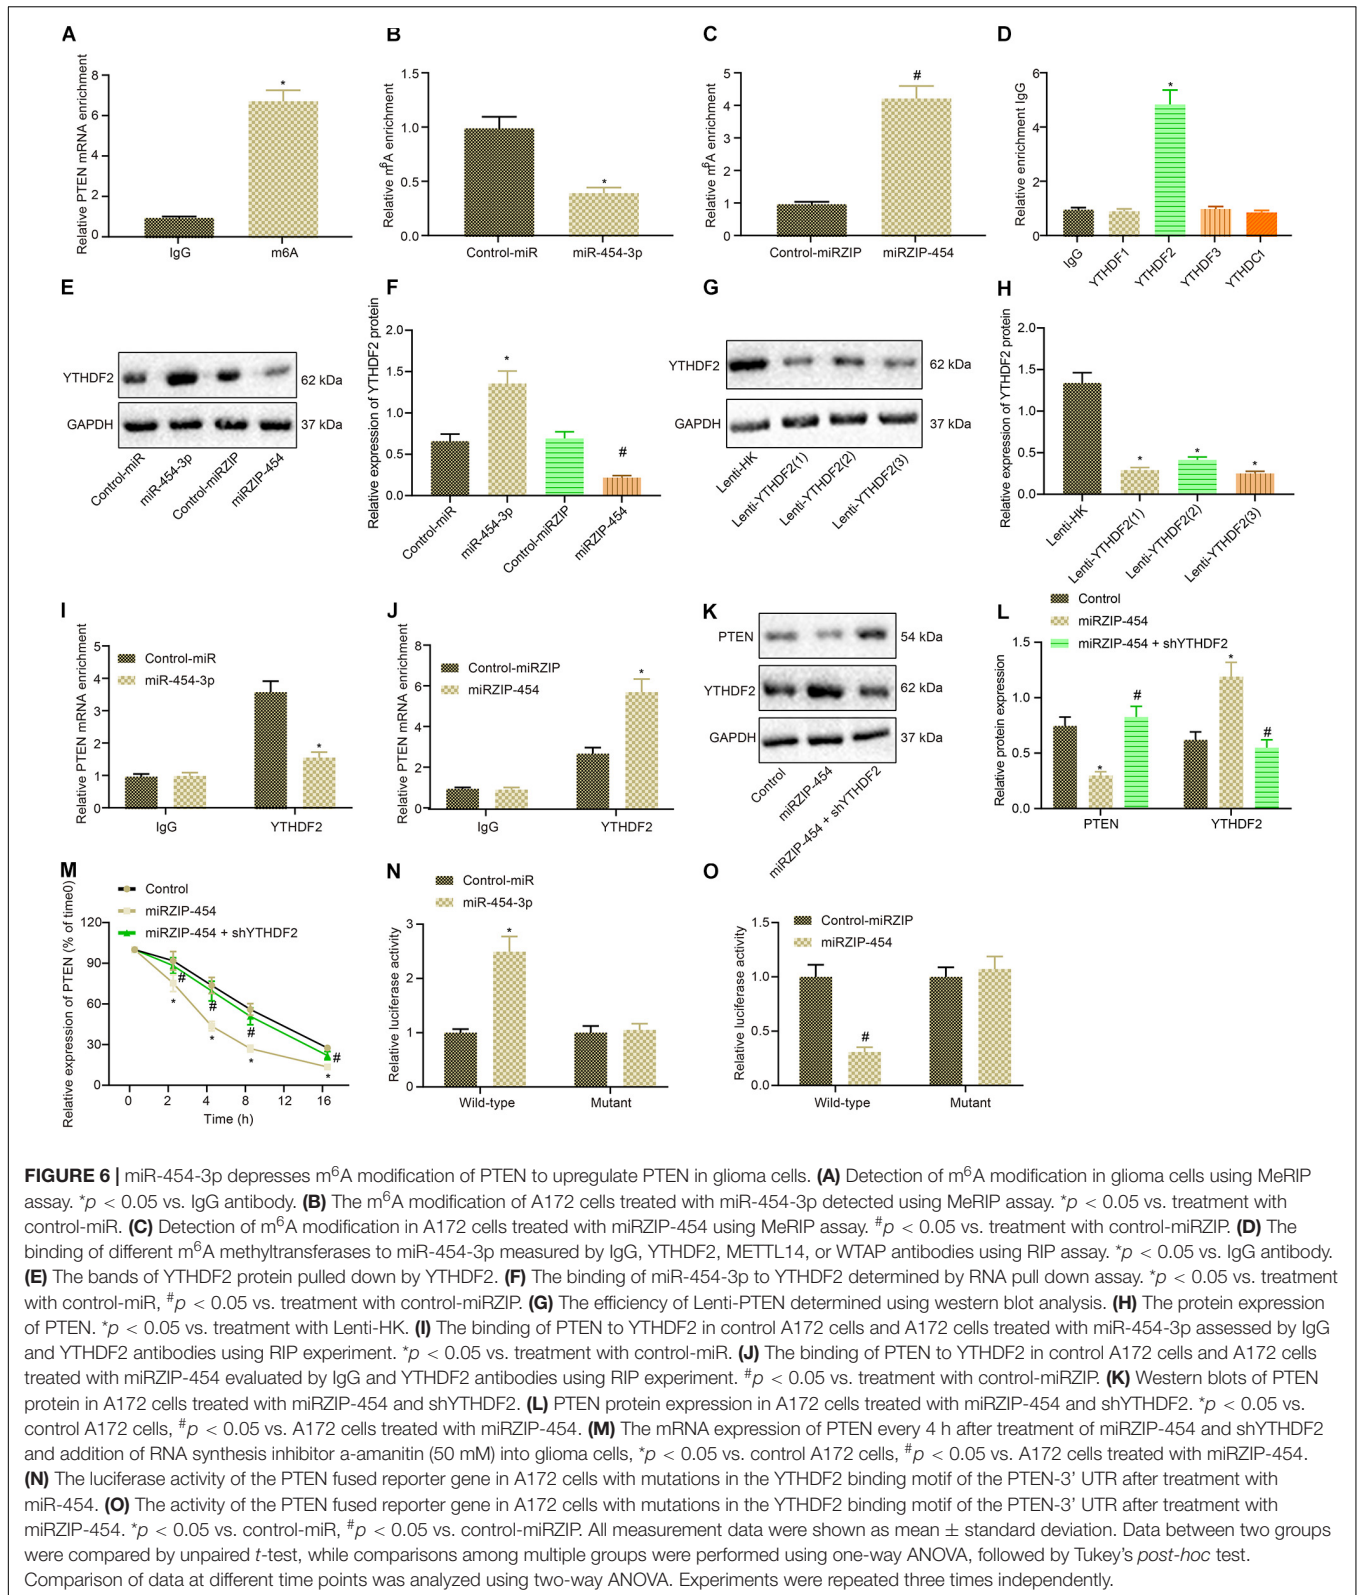 A
Relative PTEN mRNA enrichment
8
6
4
2
0
*
IgG
m6A
B
Relative m6A enrichment
1.5
1.0
0.5
0.0
*
Control-miR
miR-454-3p
C
Relative m6A enrichment
5
4
3
2
1
0
#
Control-miRZIP
miRZIP-454
D
Relative enrichment IgG
6
4
2
0
*
IgG
YTHDF1
YTHDF2
YTHDF3
YTHDC1
E
YTHDF2
62 kDa
GAPDH
37 kDa
Control-miR
miR-454-3p
Control-miRZIP
miRZIP-454
F
Relative expression of YTHDF2 protein
2.0
1.5
1.0
0.5
0.0
*
#
Control-miR
miR-454-3p
Control-miRZIP
miRZIP-454
G
YTHDF2
62 kDa
GAPDH
37 kDa
Lenti-HK
Lenti-YTHDF2(1)
Lenti-YTHDF2(2)
Lenti-YTHDF2(3)
H
Relative expression of YTHDF2 protein
2.0
1.5
1.0
0.5
0.0
* * *
Lenti-HK
Lenti-YTHDF2(1)
Lenti-YTHDF2(2)
Lenti-YTHDF2(3)
I
Relative PTEN mRNA enrichment
5
4
3
2
1
0
Control-miR
miR-454-3p
*
IgG
YTHDF2
J
Relative PTEN mRNA enrichment
8
6
4
2
0
Control-miRZIP
miRZIP-454
*
IgG
YTHDF2
K
PTEN
54 kDa
YTHDF2
62 kDa
GAPDH
37 kDa
Control
miRZIP-454
miRZIP-454 + shYTHDF2
L
Control
miRZIP-454
miRZIP-454 + shYTHDF2
Relative protein expression
1.5
1.0
0.5
0.0
* # * #
PTEN
YTHDF2
M
Control
miRZIP-454
miRZIP-454 + shYTHDF2
Relative expression of PTEN (% of time0)
120
90
60
30
0
# # # #
* * * *
0 2 4 8 12 16
Time (h)
N
Control-miR
miR-454-3p
Relative luciferase activity
3
2
1
0
*
Wild-type
Mutant
O
Control-miRZIP
miRZIP-454
Relative luciferase activity
1.5
1.0
0.5
0.0
#
Wild-type
Mutant
FIGURE 6 | miR-454-3p depresses m6A modification of PTEN to upregulate PTEN in glioma cells. (A) Detection of m6A modification in glioma cells using MeRIP
assay. *p < 0.05 vs. IgG antibody. (B) The m6A modification of A172 cells treated with miR-454-3p detected using MeRIP assay. *p < 0.05 vs. treatment with
control-miR. (C) Detection of m6A modification in A172 cells treated with miRZIP-454 using MeRIP assay. #p < 0.05 vs. treatment with control-miRZIP. (D) The
binding of different m6A methyltransferases to miR-454-3p measured by IgG, YTHDF2, METTL14, or WTAP antibodies using RIP assay. *p < 0.05 vs. IgG antibody.
(E) The bands of YTHDF2 protein pulled down by YTHDF2. (F) The binding of miR-454-3p to YTHDF2 determined by RNA pull down assay. *p < 0.05 vs. treatment
with control-miR, #p < 0.05 vs. treatment with control-miRZIP. (G) The efficiency of Lenti-PTEN determined using western blot analysis. (H) The protein expression
of PTEN. *p < 0.05 vs. treatment with Lenti-HK. (I) The binding of PTEN to YTHDF2 in control A172 cells and A172 cells treated with miR-454-3p assessed by IgG
and YTHDF2 antibodies using RIP experiment. *p < 0.05 vs. treatment with control-miR. (J) The binding of PTEN to YTHDF2 in control A172 cells and A172 cells
treated with miRZIP-454 evaluated by IgG and YTHDF2 antibodies using RIP experiment. #p < 0.05 vs. treatment with control-miRZIP. (K) Western blots of PTEN
protein in A172 cells treated with miRZIP-454 and shYTHDF2. (L) PTEN protein expression in A172 cells treated with miRZIP-454 and shYTHDF2. *p < 0.05 vs.
control A172 cells, #p < 0.05 vs. A172 cells treated with miRZIP-454. (M) The mRNA expression of PTEN every 4 h after treatment of miRZIP-454 and shYTHDF2
and addition of RNA synthesis inhibitor a-amanitin (50 mM) into glioma cells, *p < 0.05 vs. control A172 cells, #p < 0.05 vs. A172 cells treated with miRZIP-454.
(N) The luciferase activity of the PTEN fused reporter gene in A172 cells with mutations in the YTHDF2 binding motif of the PTEN-3' UTR after treatment with
miR-454. (O) The activity of the PTEN fused reporter gene in A172 cells with mutations in the YTHDF2 binding motif of the PTEN-3' UTR after treatment with
miRZIP-454. *p < 0.05 vs. control-miR, #p < 0.05 vs. control-miRZIP. All measurement data were shown as mean ± standard deviation. Data between two groups
were compared by unpaired t-test, while comparisons among multiple groups were performed using one-way ANOVA, followed by Tukey's post-hoc test.
Comparison of data at different time points was analyzed using two-way ANOVA. Experiments were repeated three times independently.